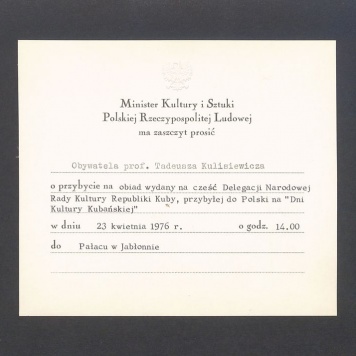 Minister Kultury i Sztuki
Polskiej Rzeczypospolitej Ludowej
ma zaszczyt prosić
Obywatela prof. Tadeusza Kulisiewicza
o przybycie na obiad wydany na cześć Delegacji Narodowej
Rady Kultury Republiki Kuby, przybyłej do Polski na "Dni
Kultury Kubańskiej"
w dniu 23 kwietnia 1976 r. o godz. 14.00
do Pałacu w Jabłonnie